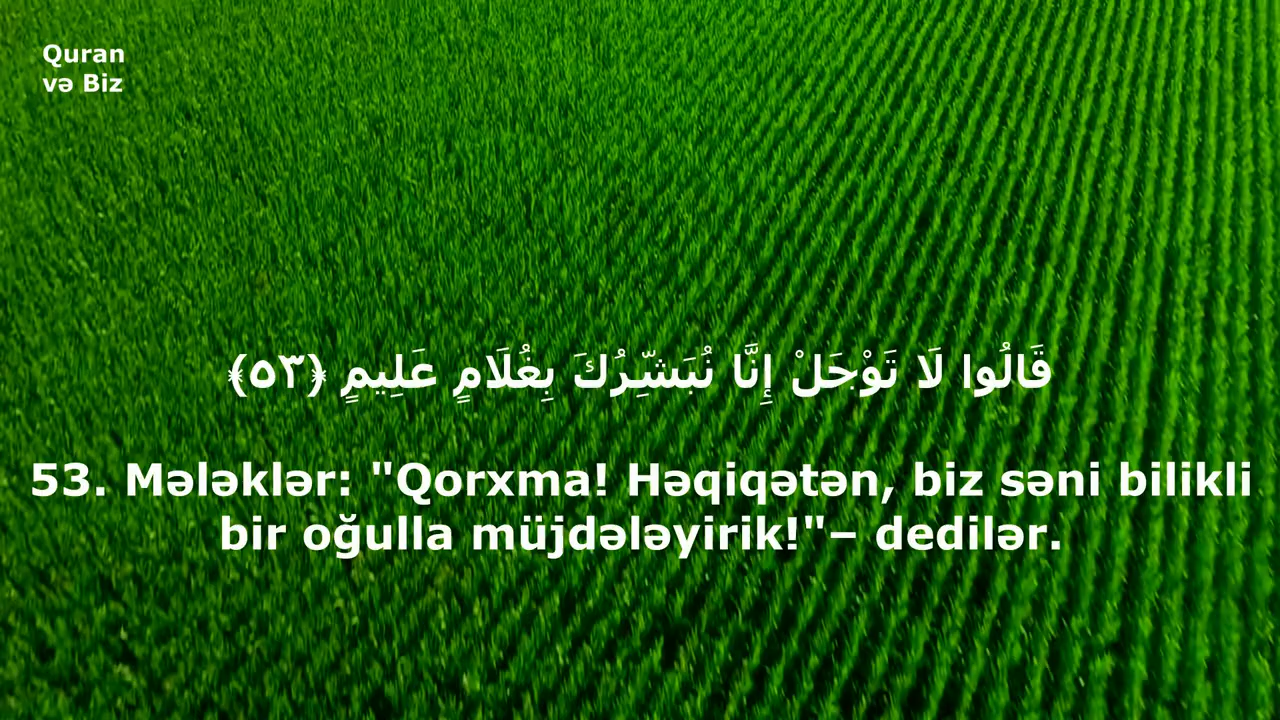 Quran
və Biz
قَالُوا لَا تَوْجَلْ إِنَّا نُبَشِّرُكَ بِغُلَامٍ عَلِيمٍ ﴿٥٣﴾
53. Mələklər: "Qorxma! Həqiqətən, biz səni bilikli
bir oğulla müjdələyirik!"– dedilər.